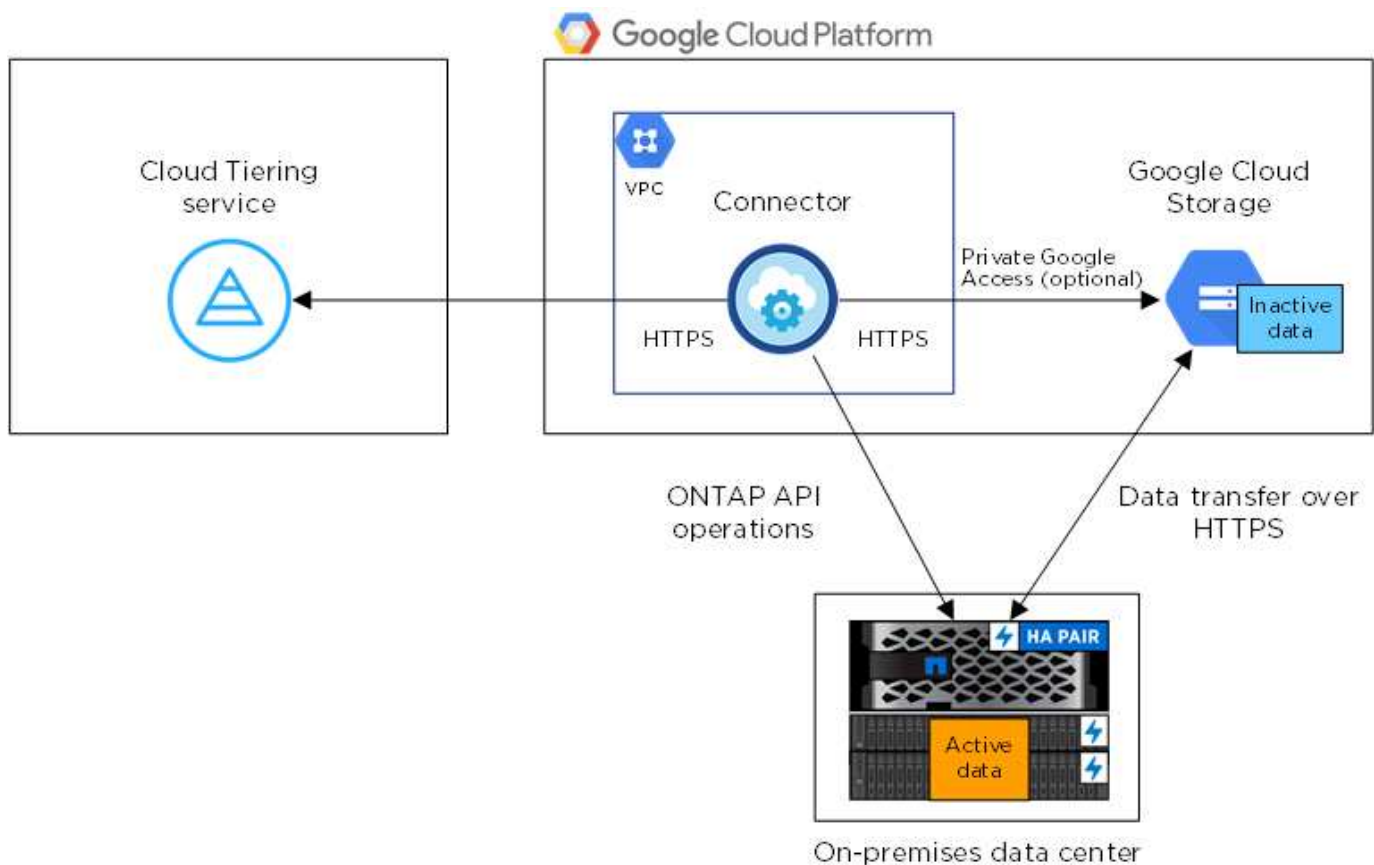 Google Cloud Platform
Cloud Tiering
service
VPC
Connector
Google Cloud
Storage
Private Google
Access (optional)
HTTPS
HTTPS
Inactive
data
ONTAP API
operations
Data transfer over
HTTPS
HA PAIR
Active
data
On-premises data center